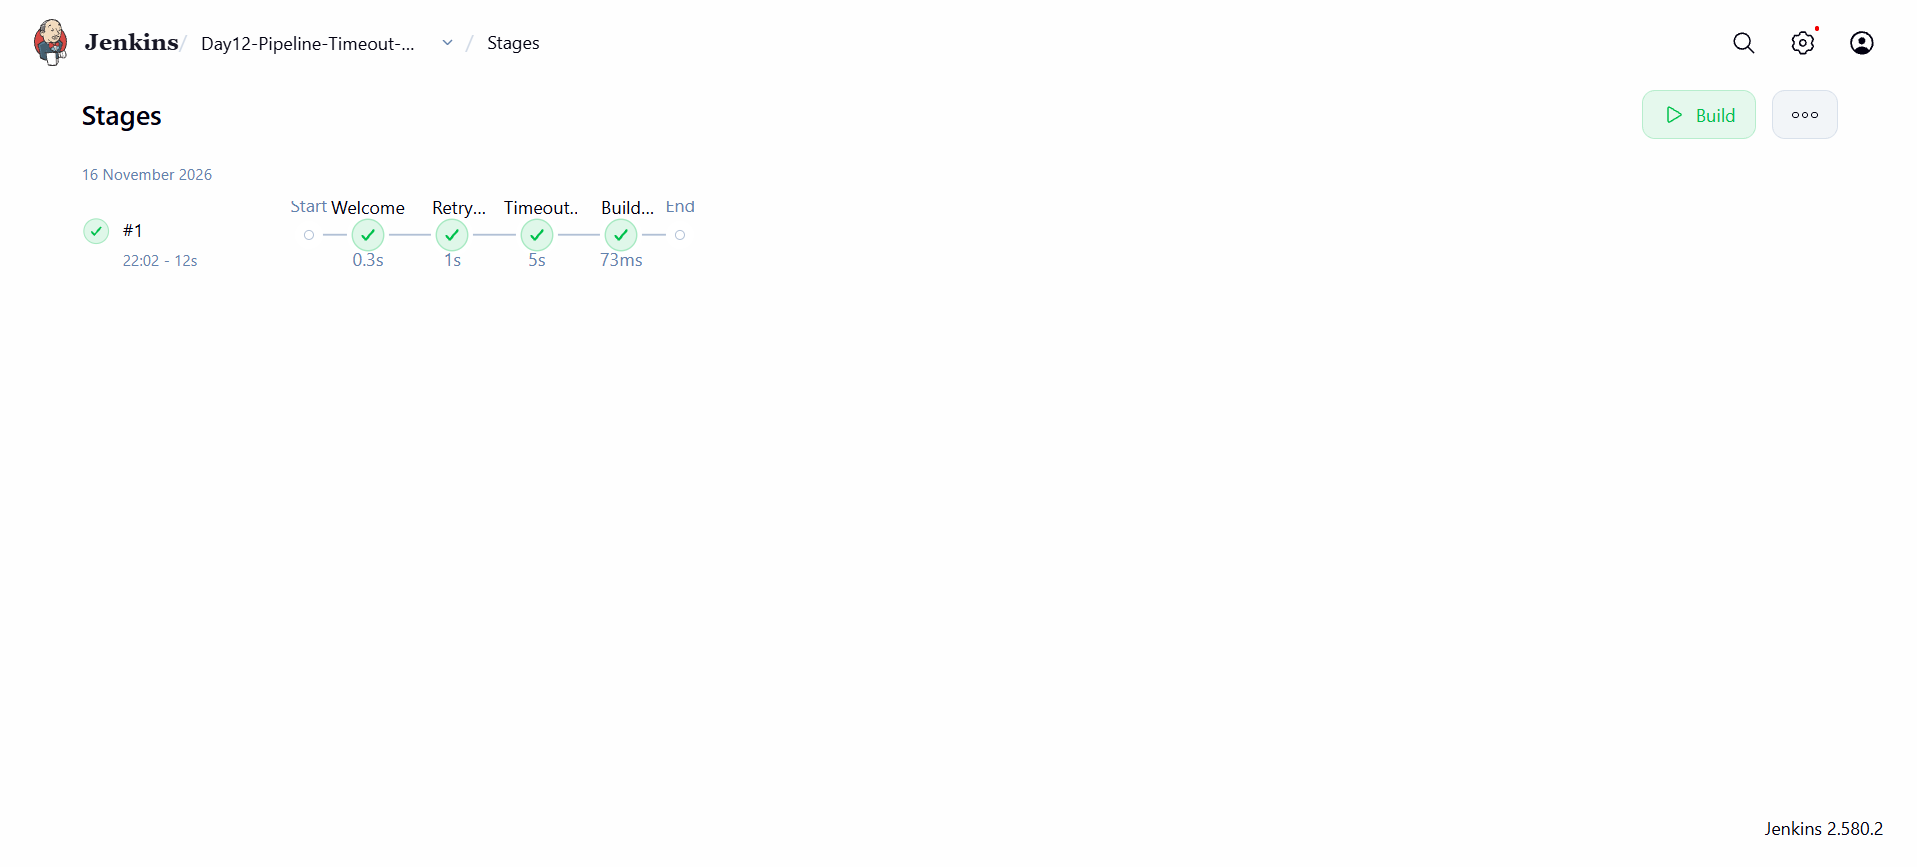 Jenkins / Day12-Pipeline-Timeout-... / Stages
Stages
Build
16 November 2026
Start Welcome Retry... Timeout.. Build... End
#1
0.3s 1s 5s 73ms
22:02 - 12s
Jenkins 2.580.2